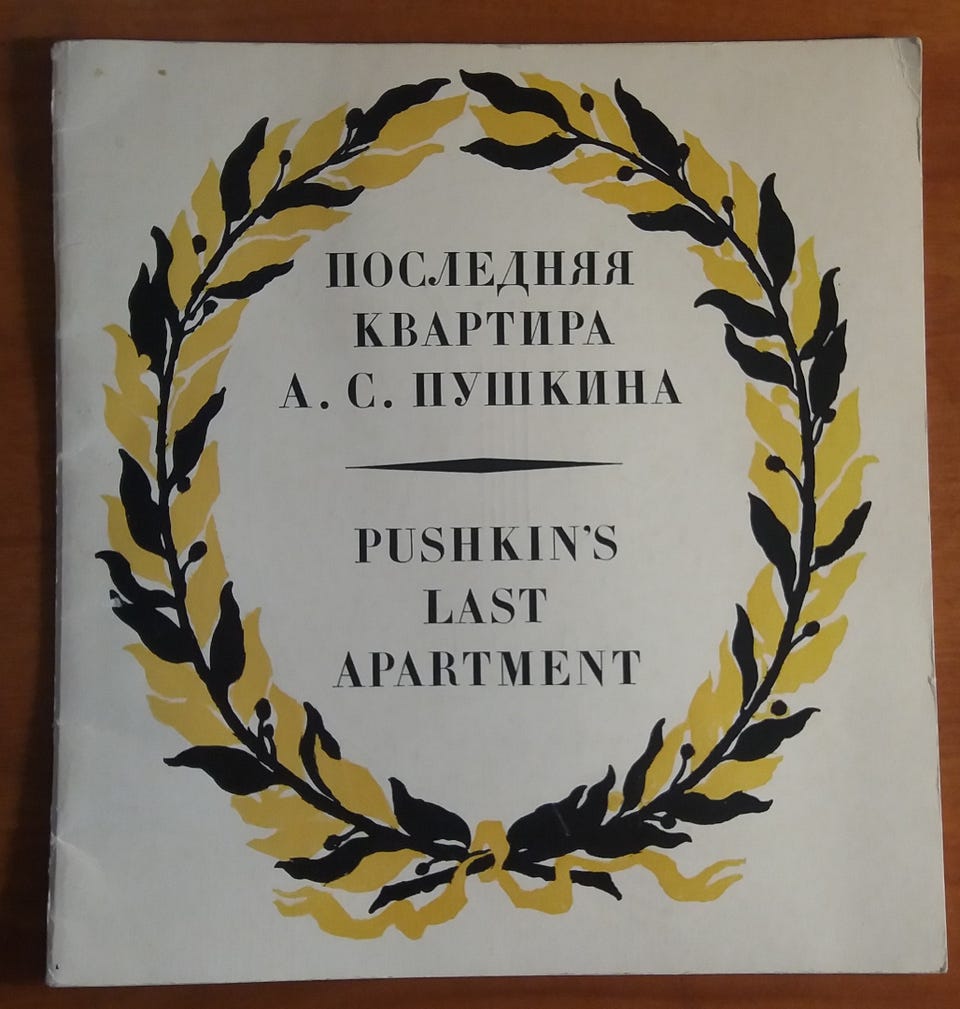 ПОСЛЕДНЯЯ
КВАРТИРА
А. С. ПУШКИНА
PUSHKIN'S
LAST
APARTMENT